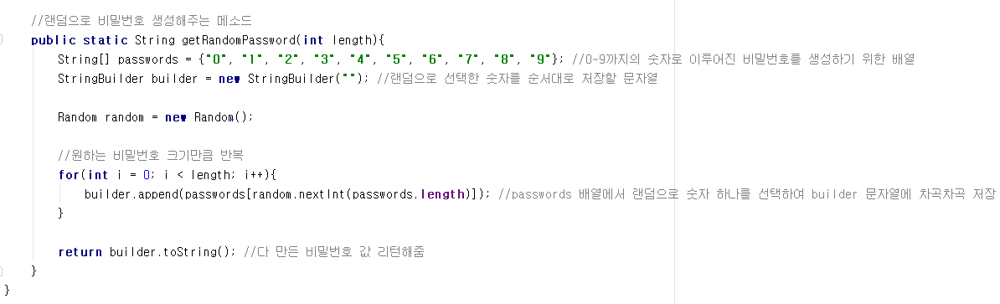 //랜덤으로 비밀번호 생성해주는 메소드
public static String getRandomPassword(int length){
String[] passwords = {"0", "1", "2", "3", "4", "5", "6", "7", "8", "9"}; //0~9까지의 숫자로 이루어진 비밀번호를 생성하기 위한 배열
StringBuilder builder = new StringBuilder(""); //랜덤으로 선택한 숫자를 순서대로 저장할 문자열
Random random = new Random();
//원하는 비밀번호 크기만큼 반복
for(int i = 0; i < length; i++){
builder.append(passwords[random.nextInt(passwords.length)]); //passwords 배열에서 랜덤으로 숫자 하나를 선택하여 builder 문자열에 차곡차곡 저장
}
return builder.toString(); //다 만든 비밀번호 값 리턴해줌
}
}